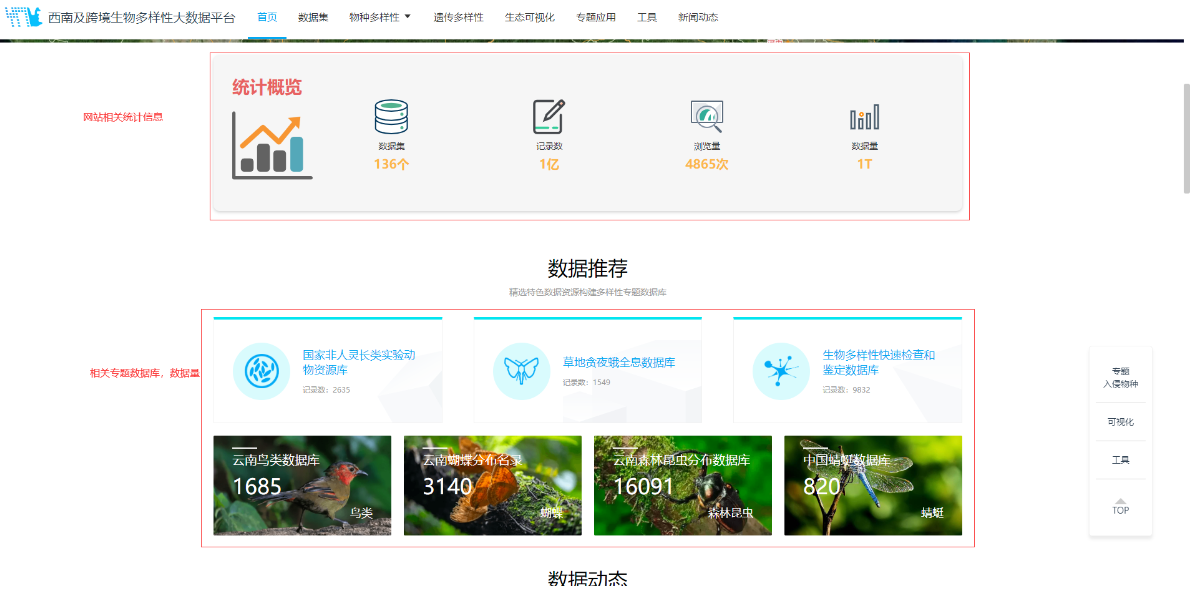 西南及跨境生物多样性大数据平台
首页 数据集 物种多样性 遗传多样性 生态可视化 专题应用 工具 新闻动态
统计概览
网站相关统计信息
数据集 记录数 浏览量 数据量
136个 1亿 4865次 1T
数据推荐
精选特色数据资源构建多样性专题数据库
相关专题数据库，数据量
国家非人灵长类实验动
物资源库
记录数：2635
草地贪夜蛾全息数据库
记录数：1549
生物多样性快速检查和
鉴定数据库
记录数：9832
云南鸟类数据库
1685
鸟类
云南蝴蝶分布名录
3140
蝴蝶
云南森林昆虫分布数据库
16091
森林昆虫
中国蜻蜓数据库
820
蜻蜓
专题
入侵物种
可视化
工具
TOP
数据动态